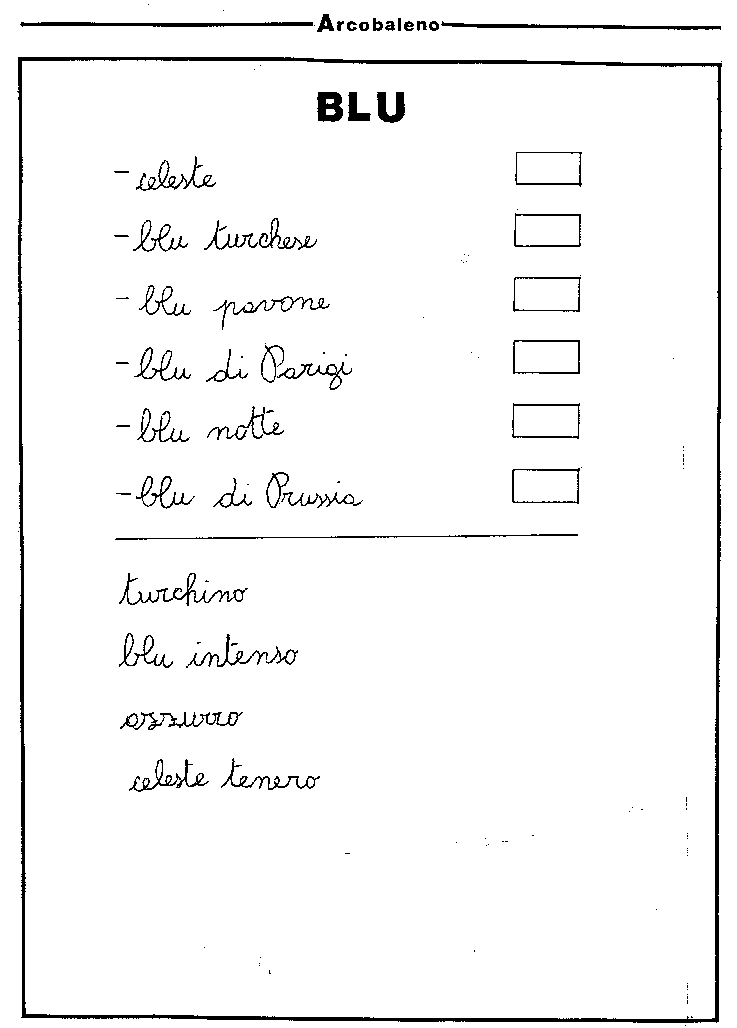 Arcobaleno
BLU
- celeste
- blu turchese
- blu pavone
- blu di Parigi
- blu notte
- blu di Prussia
turchino
blu intenso
azzurro
celeste tenero